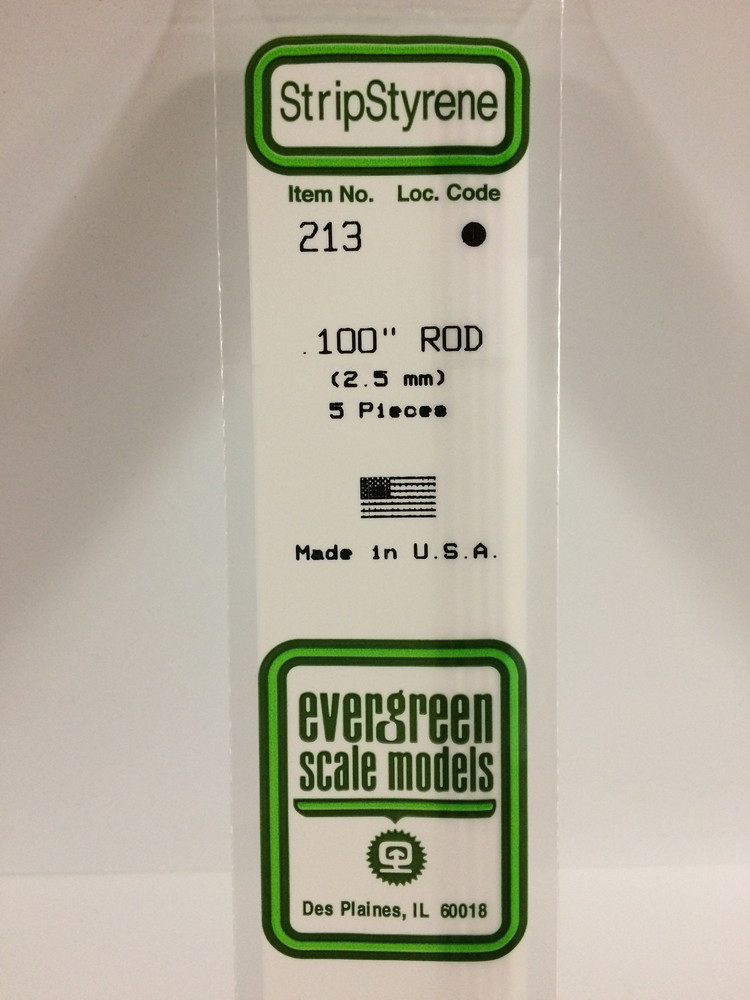 StripStyrene
Item No. Loc. Code
213 ●
.100" ROD
(2.5 mm)
5 Pieces
Made in U.S.A.
evergreen
scale models
Des Plaines, IL 60018